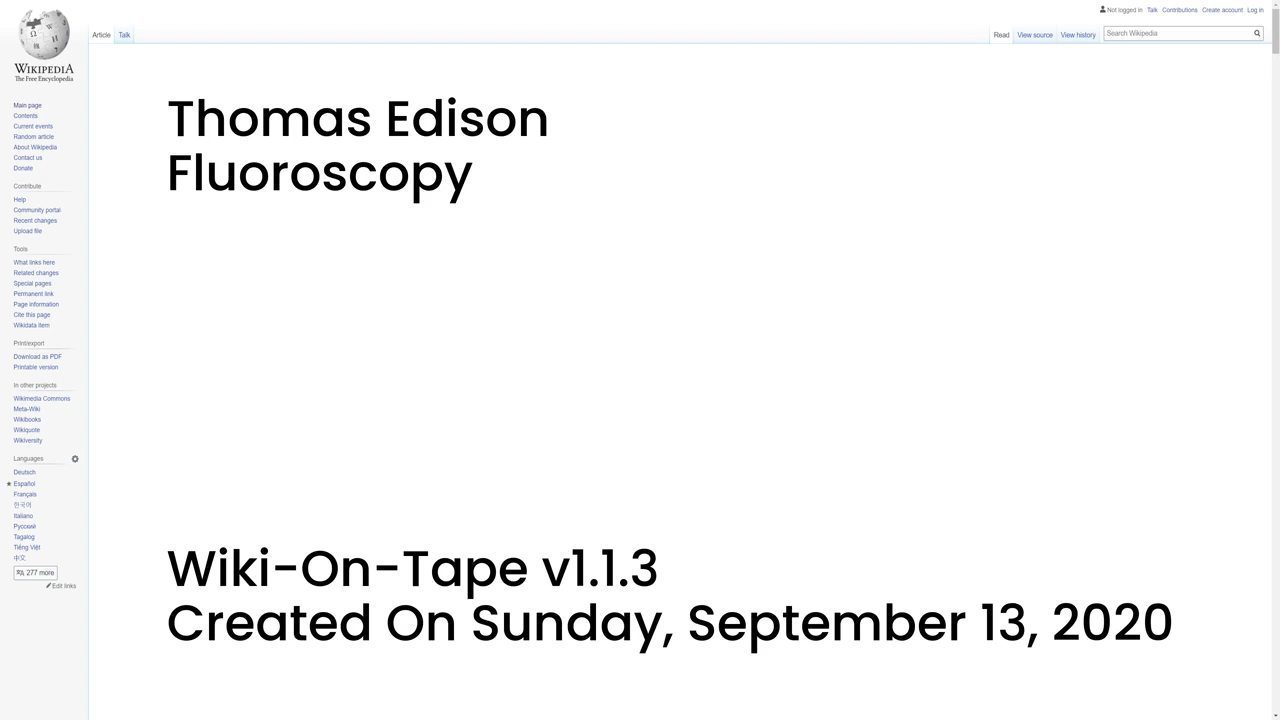 Not logged in Talk Contributions Create account Log in
Article Talk Read View source View history Search Wikipedia
WIKIPEDIA
The Free Encyclopedia
Main page
Contents
Current events
Random article
About Wikipedia
Contact us
Donate
Contribute
Help
Community portal
Recent changes
Upload file
Tools
What links here
Related changes
Special pages
Permanent link
Page information
Cite this page
Wikidata item
Print/export
Download as PDF
Printable version
In other projects
Wikimedia Commons
Meta-Wiki
Wikibooks
Wikiquote
Wikiversity
Languages
Deutsch
Español
Français
한국어
Italiano
Русский
Tagalog
Tiếng Việt
中文
277 more
Edit links
Thomas Edison
Fluoroscopy
Wiki-On-Tape v1.1.3
Created On Sunday, September 13, 2020